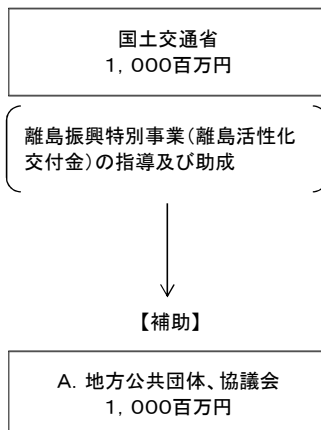 国土交通省
1，000百万円
離島振興特別事業（離島活性化
交付金）の指導及び助成
【補助】
A．地方公共団体、協議会
1，000百万円